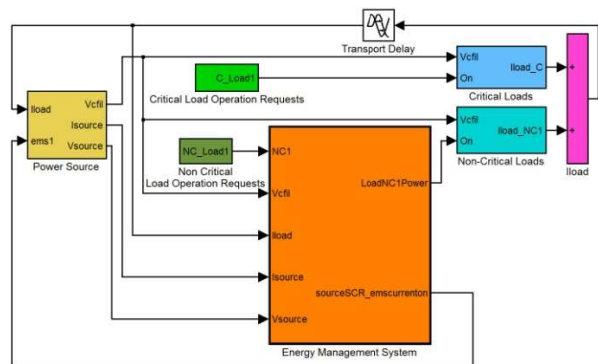 Transport Delay
Vcfil
Iload_C
On
C_Load1
Critical Load Operation Requests
Critical Loads
Iload
Vcfil
Isource
ems1
Vsource
Power Source
Vcfil
Iload_NC1
On
Non-Critical Loads
Iload
NC_Load1
Non Critical
Load Operation Requests
NC1
LoadNC1Power
Vcfil
Iload
Isource
sourceSCR_emscurrenton
Vsource
Energy Management System
+
+